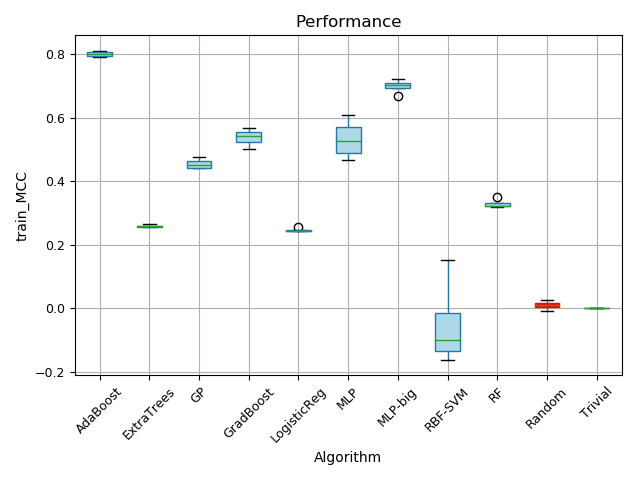 Performance
train_MCC
0.8
0.6
0.4
0.2
0.0
−0.2
AdaBoost
ExtraTrees
GP
GradBoost
LogisticReg
MLP
MLP-big
RBF-SVM
RF
Random
Trivial
Algorithm